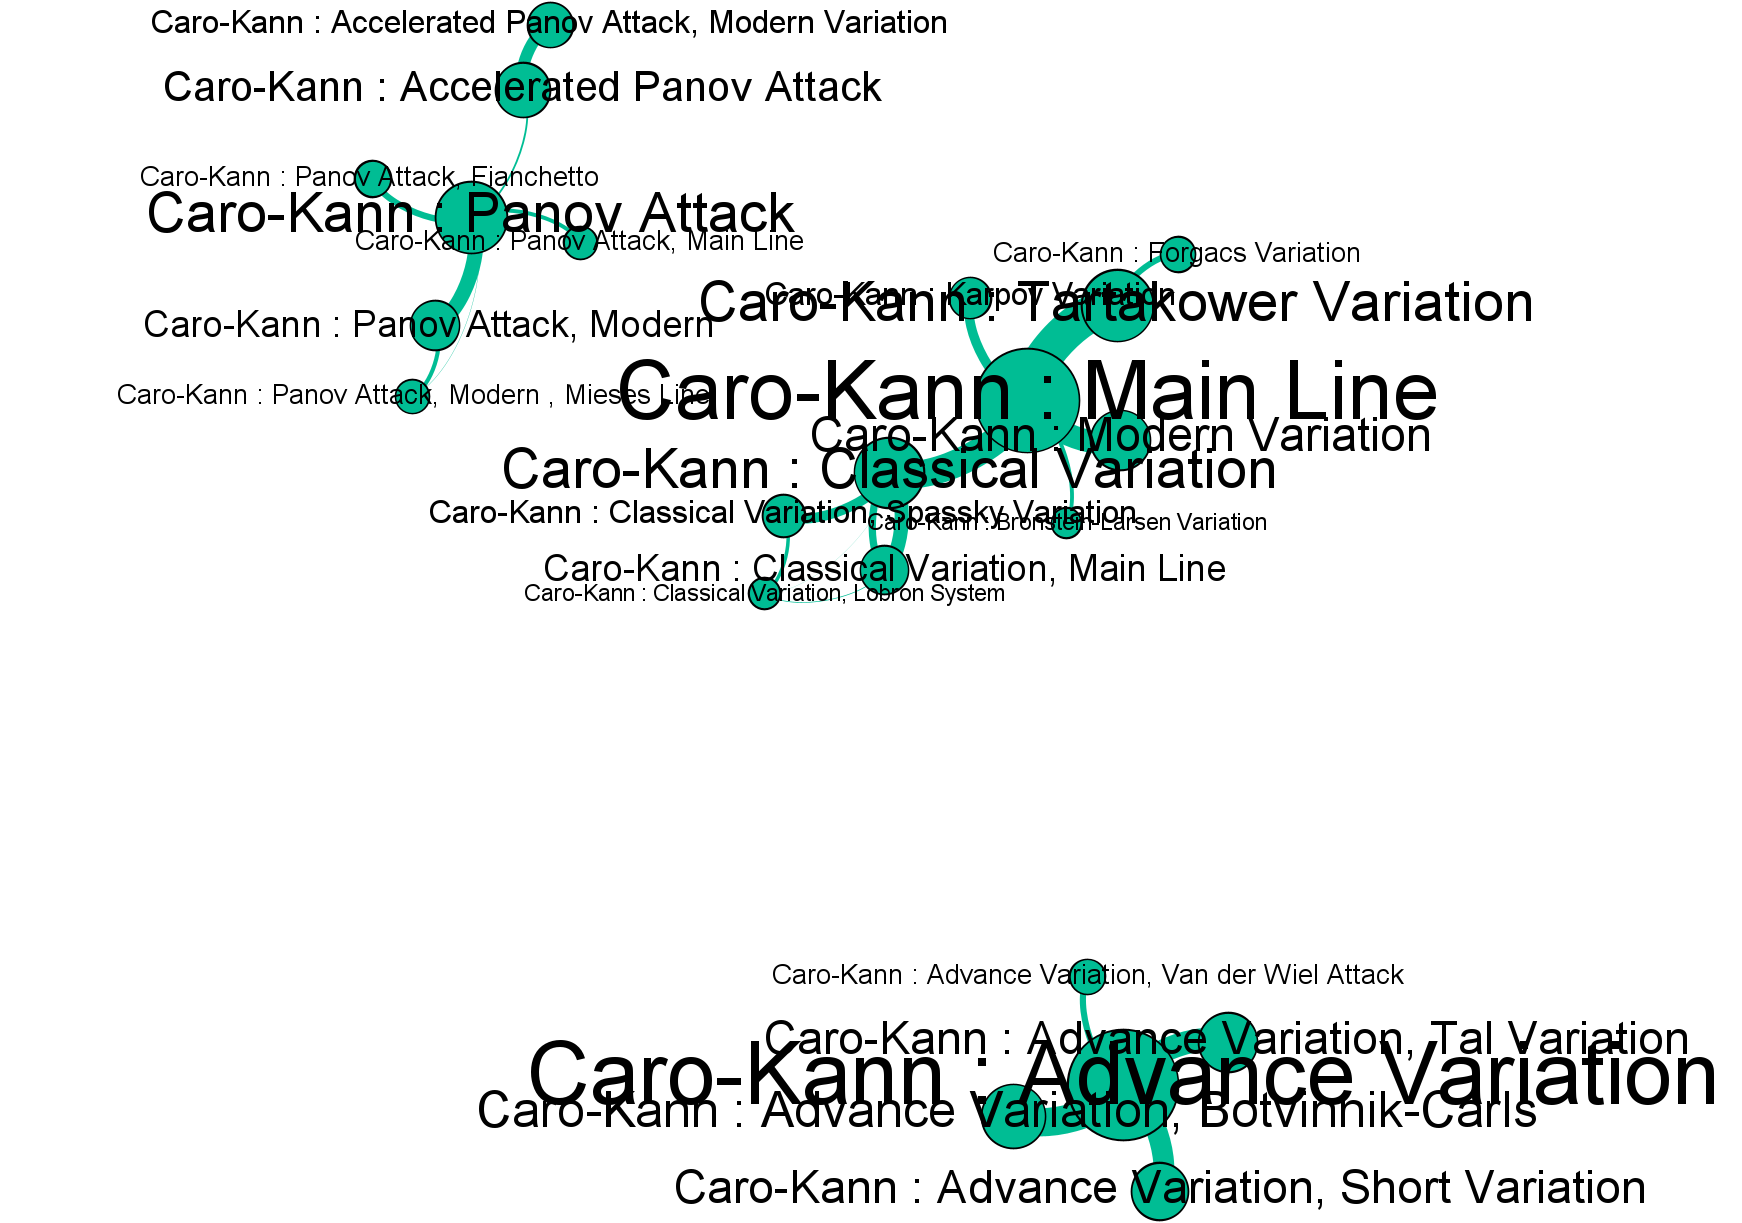 Caro-Kann : Accelerated Panov Attack, Modern Variation
Caro-Kann : Accelerated Panov Attack
Caro-Kann : Panov Attack, Fianchetto
Caro-Kann : Panov Attack
Caro-Kann : Panov Attack, Main Line
Caro-Kann : Forgacs Variation
Caro-Kann : Karpov Variation
Caro-Kann : Tartakower Variation
Caro-Kann : Panov Attack, Modern
Caro-Kann : Panov Attack, Modern , Mieses Line
Caro-Kann : Main Line
Caro-Kann : Modern Variation
Caro-Kann : Classical Variation
Caro-Kann : Classical Variation, Spassky Variation
Caro-Kann : Bronstein-Larsen Variation
Caro-Kann : Classical Variation, Main Line
Caro-Kann : Classical Variation, Lobron System
Caro-Kann : Advance Variation, Van der Wiel Attack
Caro-Kann : Advance Variation, Tal Variation
Caro-Kann : Advance Variation
Caro-Kann : Advance Variation, Botvinnik-Carls
Caro-Kann : Advance Variation, Short Variation